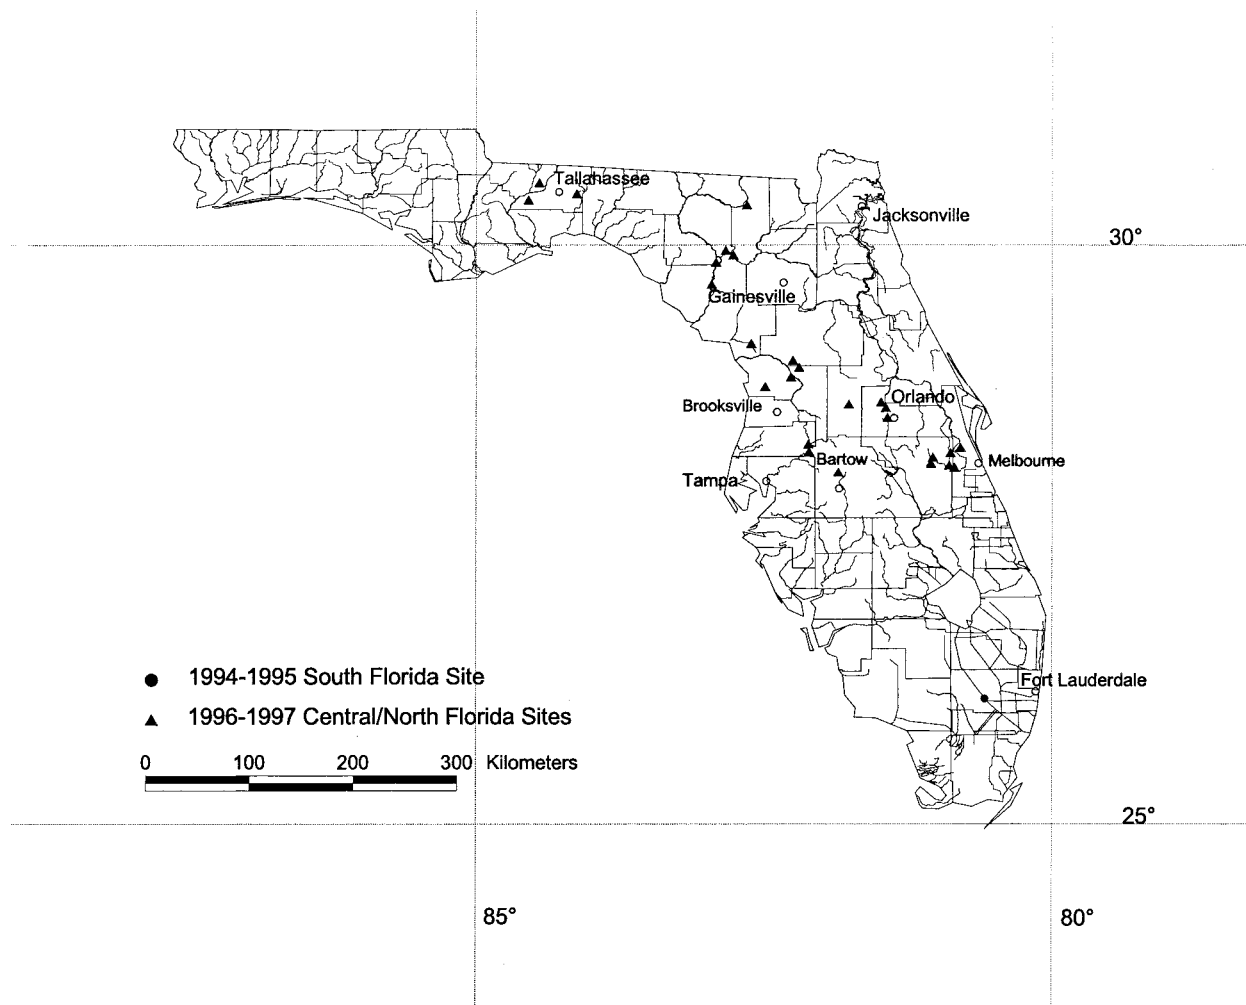 Tallahassee
Jacksonville
30°
Gainesville
Orlando
Brooksville
Bartow
Melbourne
Tampa
1994-1995 South Florida Site
Fort Lauderdale
1996-1997 Central/North Florida Sites
0 100 200 300 Kilometers
25°
85°
80°